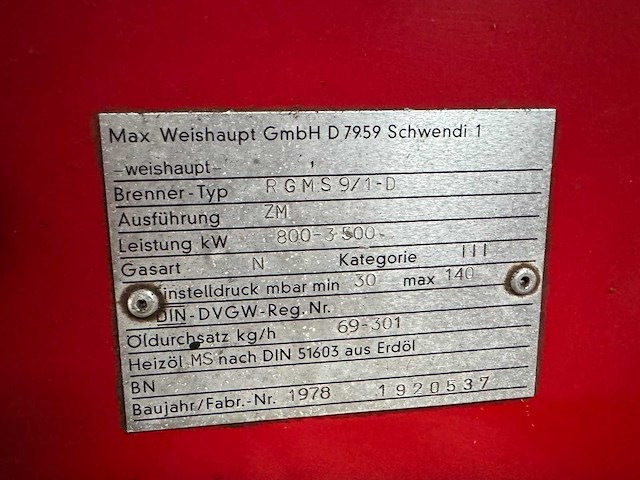 Max Weishaupt GmbH D 7959 Schwendi 1
-weishaupt-
Brenner-Typ RGMS 9/1-D
Ausführung ZM
Leistung kW 800-3500
Gasart N Kategorie III
Einstelldruck mbar min 30 max 140
DIN-DVGW-Reg.Nr.
Öldurchsatz kg/h 69-301
Heizöl MS nach DIN 51603 aus Erdöl
BN
Baujahr/Fabr.-Nr. 1978 1920537